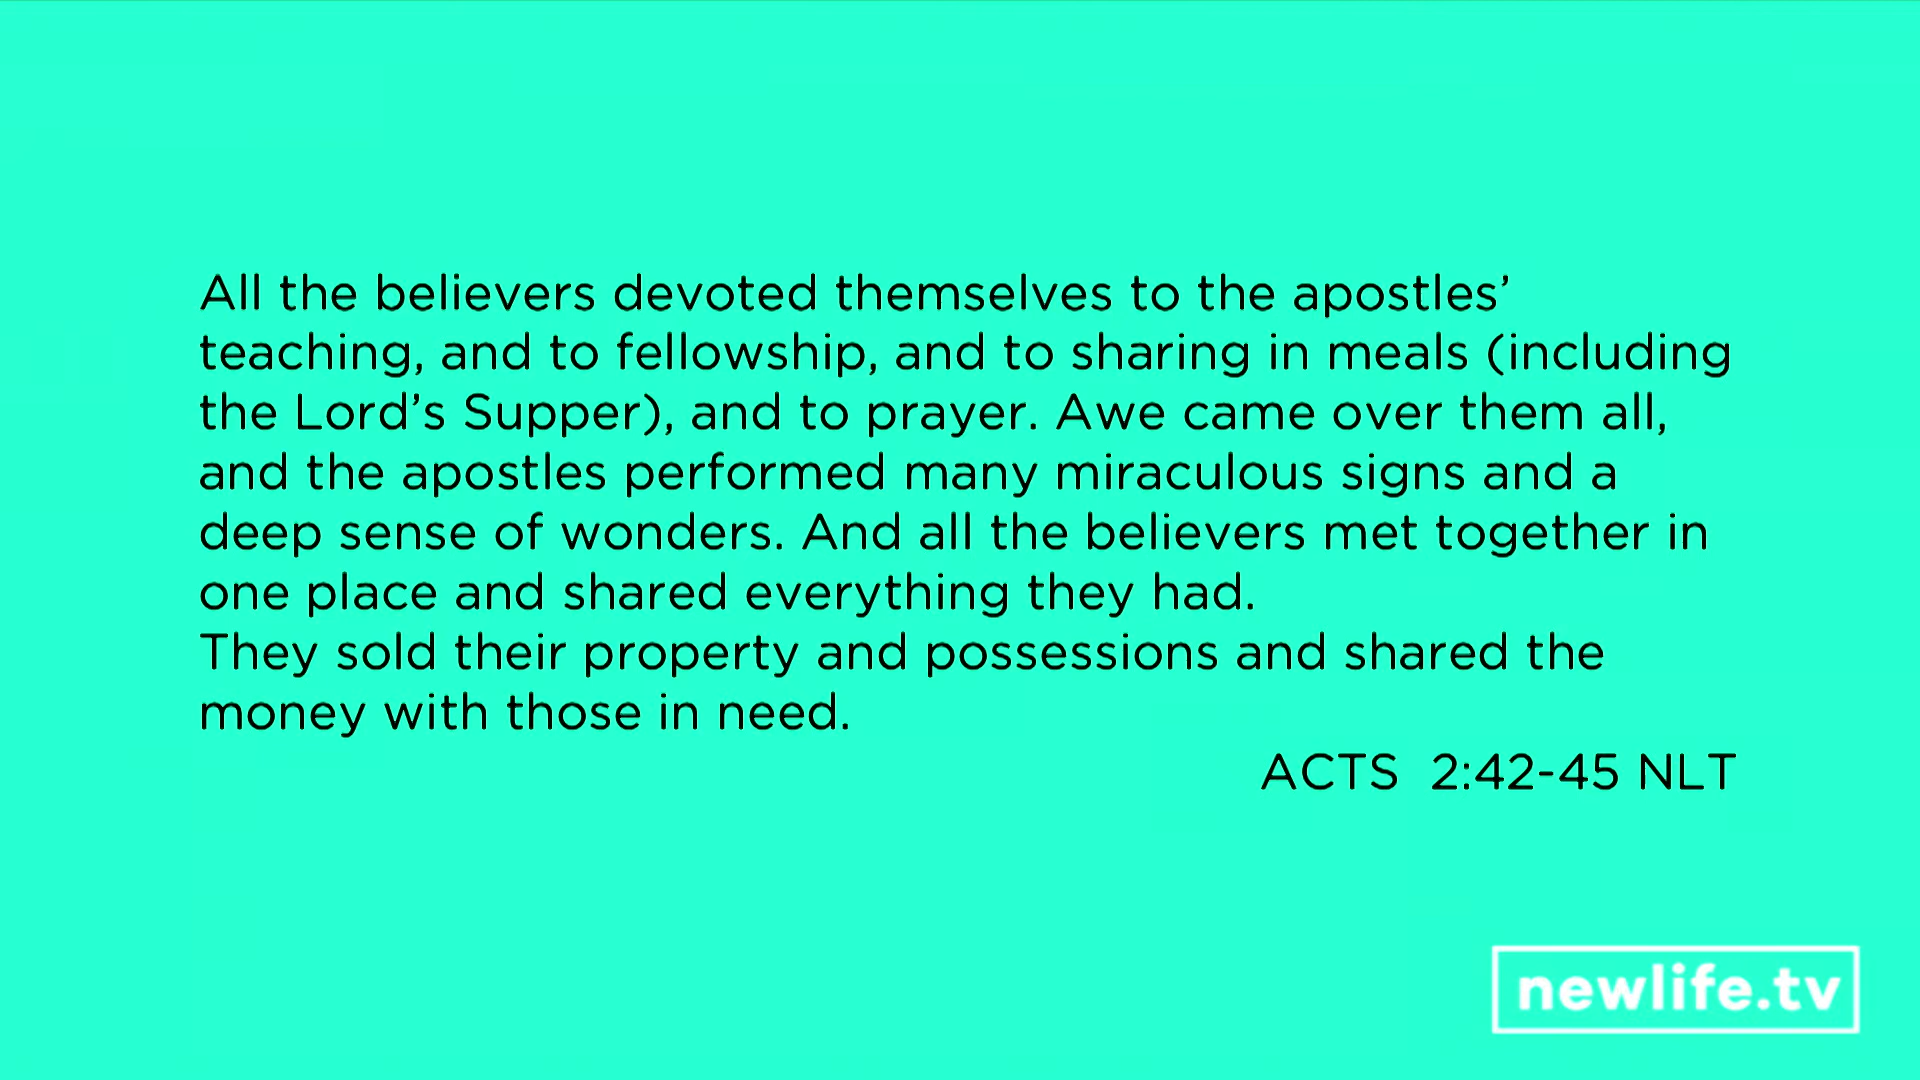 All the believers devoted themselves to the apostles’
teaching, and to fellowship, and to sharing in meals (including
the Lord’s Supper), and to prayer. Awe came over them all,
and the apostles performed many miraculous signs and a
deep sense of wonders. And all the believers met together in
one place and shared everything they had.
They sold their property and possessions and shared the
money with those in need.
ACTS  2:42-45 NLT
newlife.tv